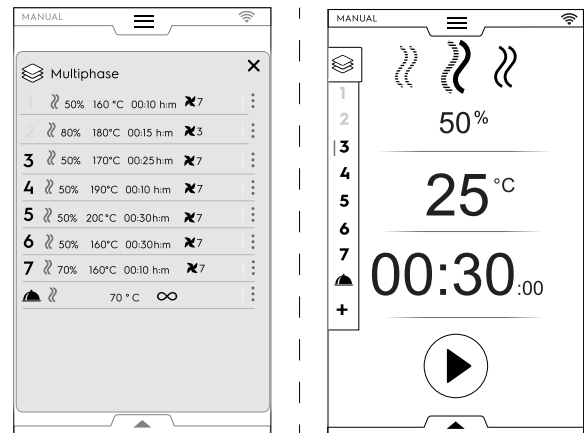 MANUAL
Multiphase
1 50% 160 °C 00:10 h:m 7
2 80% 180°C 00:15 h:m 3
3 50% 170°C 00:25 h:m 7
4 50% 190°C 00:10 h:m 7
5 50% 200°C 00:30h:m 7
6 50% 160°C 00:30h:m 7
7 70% 160°C 00:10 h:m 7
70 °C ∞
MANUAL
1
2
3
4
5
6
7
+
50%
25°C
00:30:00